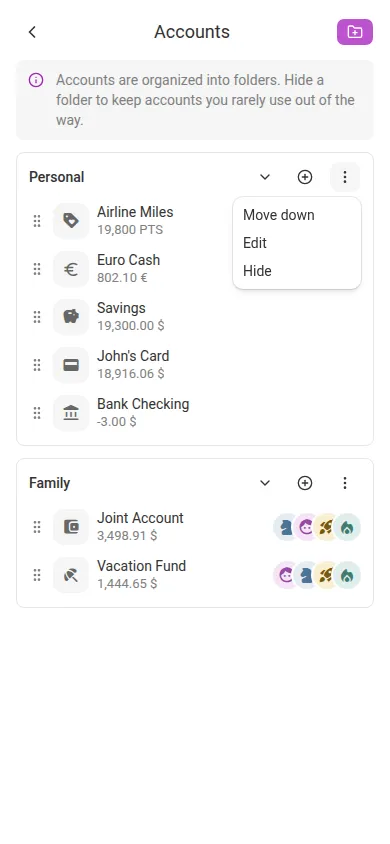 Accounts
Accounts are organized into folders. Hide a
folder to keep accounts you rarely use out of the
way.
Personal
Move down
Edit
Hide
Airline Miles
19,800 PTS
Euro Cash
802.10 €
Savings
19,300.00 $
John's Card
18,916.06 $
Bank Checking
-3.00 $
Family
Joint Account
3,498.91 $
Vacation Fund
1,444.65 $